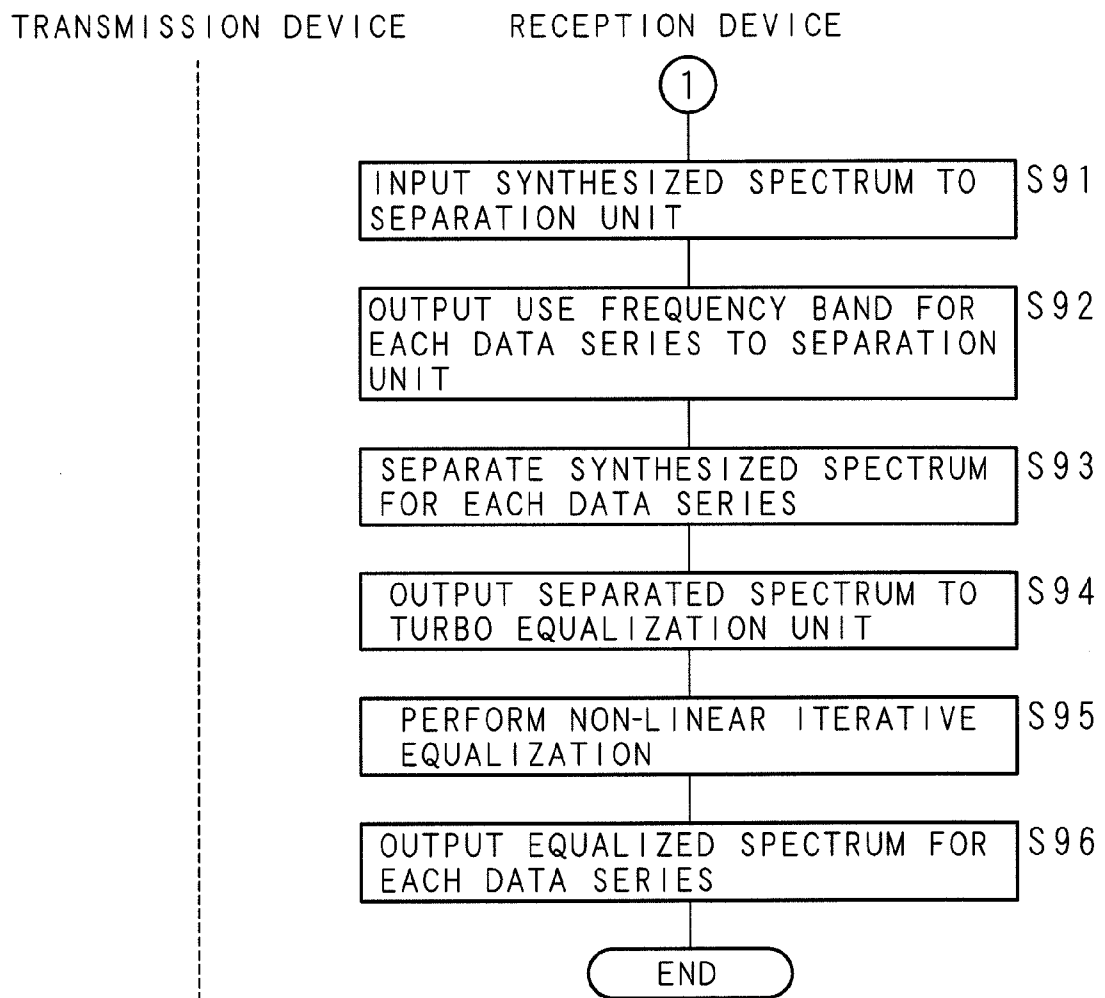 TRANSMISSION DEVICE RECEPTION DEVICE
1
INPUT SYNTHESIZED SPECTRUM TO S91
SEPARATION UNIT
OUTPUT USE FREQUENCY BAND FOR S92
EACH DATA SERIES TO SEPARATION
UNIT
SEPARATE SYNTHESIZED SPECTRUM S93
FOR EACH DATA SERIES
OUTPUT SEPARATED SPECTRUM TO S94
TURBO EQUALIZATION UNIT
PERFORM NON-LINEAR ITERATIVE S95
EQUALIZATION
OUTPUT EQUALIZED SPECTRUM FOR S96
EACH DATA SERIES
END